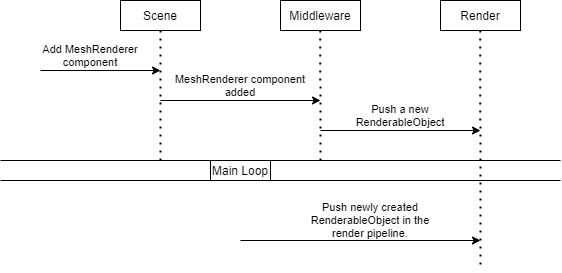 Scene
Middleware
Render
Add MeshRenderer
component
MeshRenderer component
added
Push a new
RenderableObject
Main Loop
Push newly created
RenderableObject in the
render pipeline.